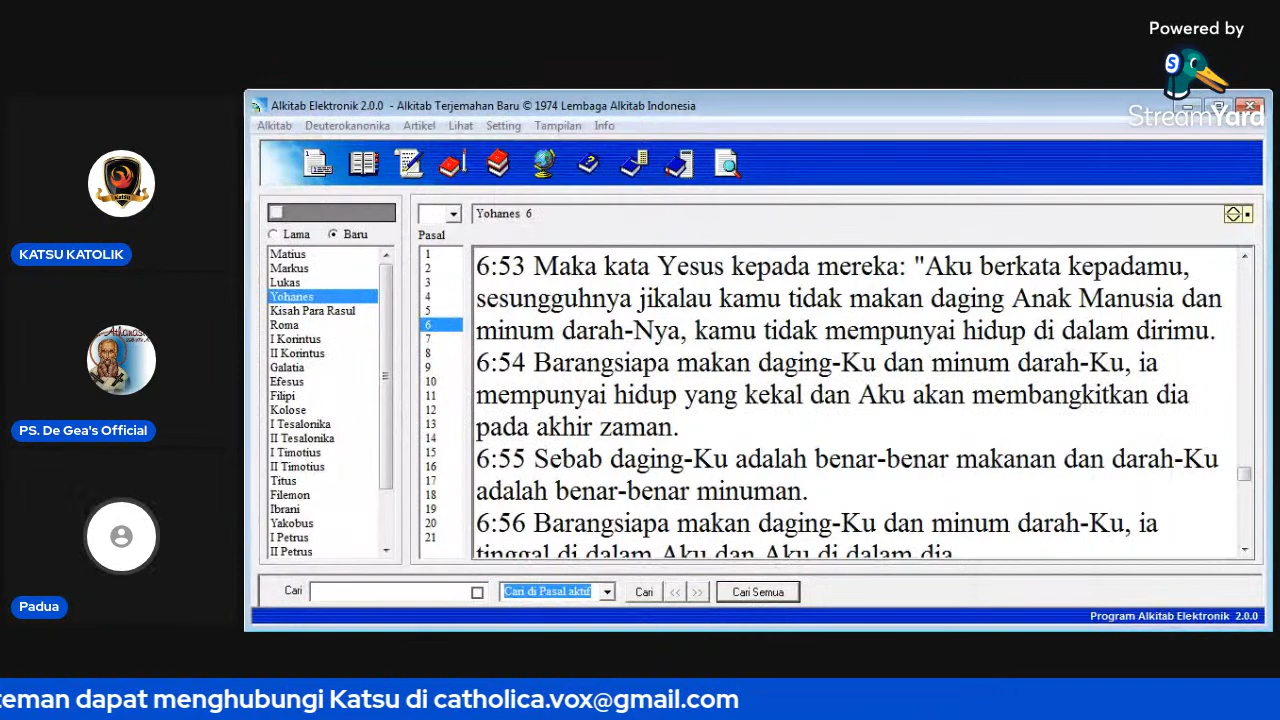 Powered by
StreamYard
KATSU KATOLIK
PS. De Gea's Official
Padua
Alkitab Elektronik 2.0.0 - Alkitab Terjemahan Baru © 1974 Lembaga Alkitab Indonesia
Alkitab Deuterokanonika Artikel Lihat Setting Tampilan Info
Lama Baru
Matius
Markus
Lukas
Yohanes
Kisah Para Rasul
Roma
I Korintus
II Korintus
Galatia
Efesus
Filipi
Kolose
I Tesalonika
II Tesalonika
I Timotius
II Timotius
Titus
Filemon
Ibrani
Yakobus
I Petrus
II Petrus
Pasal
1
2
3
4
5
6
7
8
9
10
11
12
13
14
15
16
17
18
19
20
21
Yohanes 6
6:53 Maka kata Yesus kepada mereka: "Aku berkata kepadamu,
sesungguhnya jikalau kamu tidak makan daging Anak Manusia dan
minum darah-Nya, kamu tidak mempunyai hidup di dalam dirimu.
6:54 Barangsiapa makan daging-Ku dan minum darah-Ku, ia
mempunyai hidup yang kekal dan Aku akan membangkitkan dia
pada akhir zaman.
6:55 Sebab daging-Ku adalah benar-benar makanan dan darah-Ku
adalah benar-benar minuman.
6:56 Barangsiapa makan daging-Ku dan minum darah-Ku, ia
tinggal di dalam Aku dan Aku di dalam dia
Cari Cari di Pasal aktif Cari << >> Cari Semua
Program Alkitab Elektronik 2.0.0
teman dapat menghubungi Katsu di catholica.vox@gmail.com